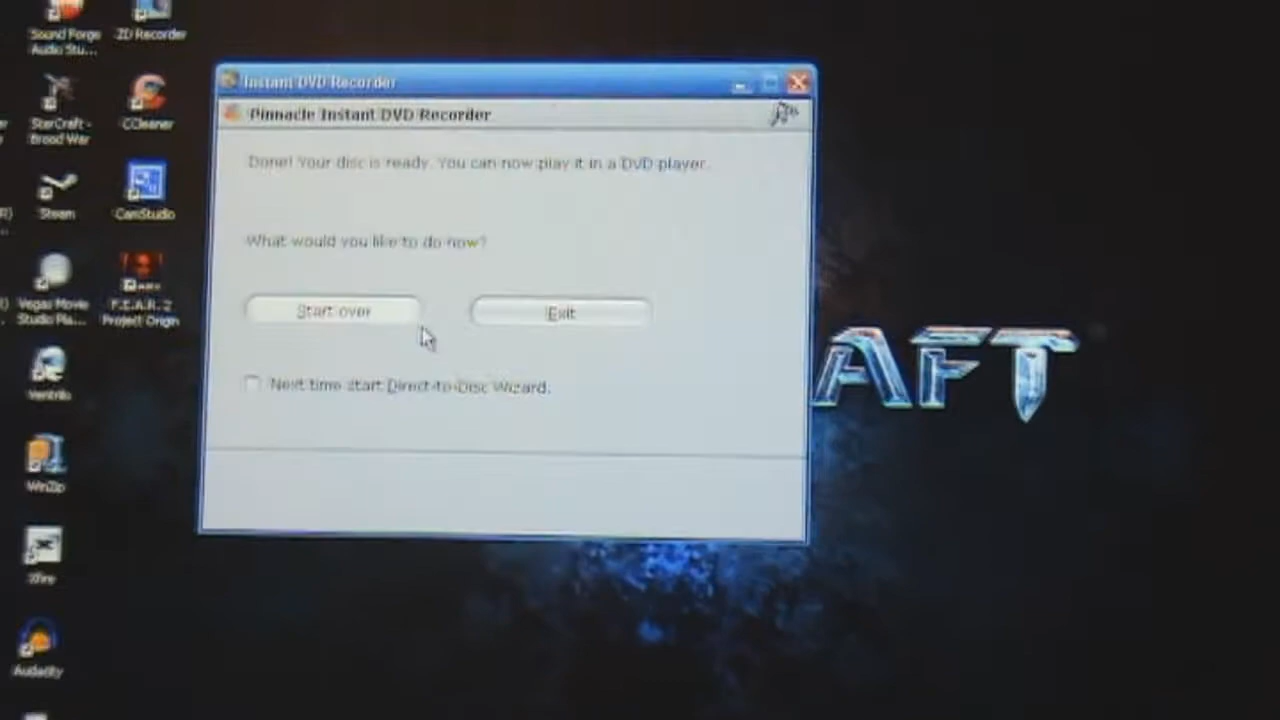 Sound Forge
Audio Stu...
ZD Recorder
StarCraft -
Brood War
CCleaner
Steam
CamStudio
Vegas Movie
Studio Pla...
F.E.A.R. 2
Project Origin
Ventrilo
WinZip
Xfire
Audacity
Instant DVD Recorder
Pinnacle Instant DVD Recorder
Done! Your disc is ready. You can now play it in a DVD player.
What would you like to do now?
Start over
Exit
Next time start Direct-to-Disc Wizard.
AFT